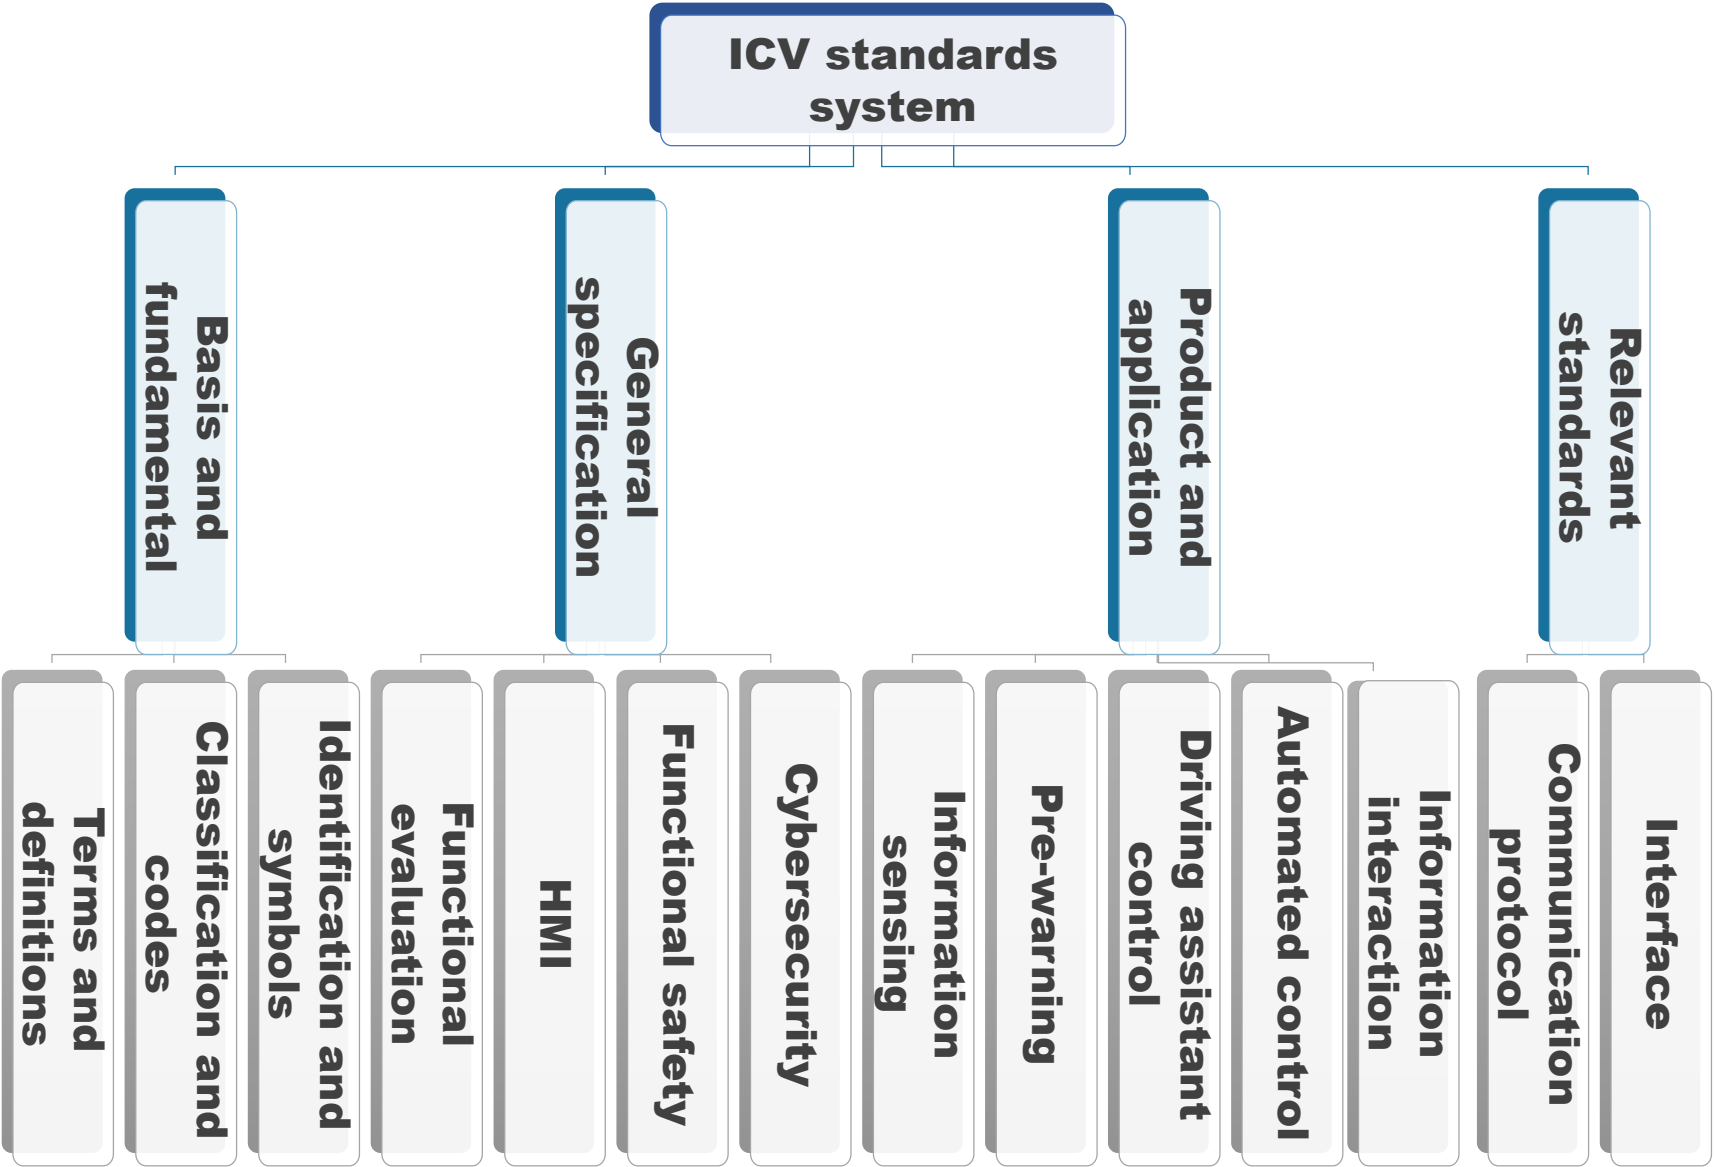 ICV standards
system
Basis and
fundamental
General
specification
Product and
application
Relevant
standards
Terms and
definitions
Classification and
codes
Identification and
symbols
Functional
evaluation
HMI
Functional safety
Cybersecurity
Information
sensing
Pre-warning
Driving assistant
control
Automated control
Information
interaction
Communication
protocol
Interface